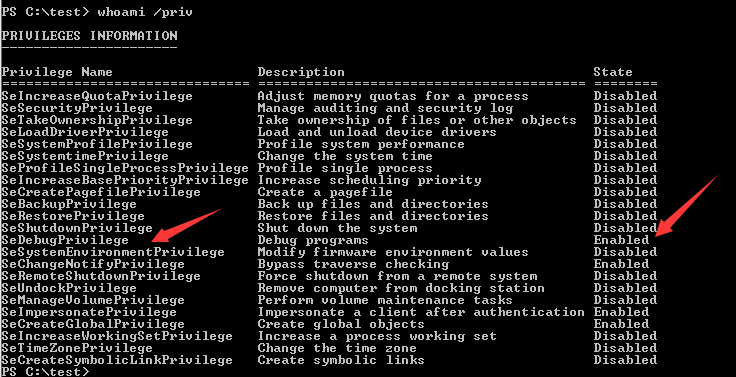 PS C:\test> whoami /priv
PRIVILEGES INFORMATION
----------------------
Privilege Name Description State
=============================== ========================================= ========
SeIncreaseQuotaPrivilege Adjust memory quotas for a process Disabled
SeSecurityPrivilege Manage auditing and security log Disabled
SeTakeOwnershipPrivilege Take ownership of files or other objects Disabled
SeLoadDriverPrivilege Load and unload device drivers Disabled
SeSystemProfilePrivilege Profile system performance Disabled
SeSystemtimePrivilege Change the system time Disabled
SeProfileSingleProcessPrivilege Profile single process Disabled
SeIncreaseBasePriorityPrivilege Increase scheduling priority Disabled
SeCreatePagefilePrivilege Create a pagefile Disabled
SeBackupPrivilege Back up files and directories Disabled
SeRestorePrivilege Restore files and directories Disabled
SeShutdownPrivilege Shut down the system Disabled
SeDebugPrivilege Debug programs Enabled
SeSystemEnvironmentPrivilege Modify firmware environment values Disabled
SeChangeNotifyPrivilege Bypass traverse checking Enabled
SeRemoteShutdownPrivilege Force shutdown from a remote system Disabled
SeUndockPrivilege Remove computer from docking station Disabled
SeManageVolumePrivilege Perform volume maintenance tasks Disabled
SeImpersonatePrivilege Impersonate a client after authentication Enabled
SeCreateGlobalPrivilege Create global objects Enabled
SeIncreaseWorkingSetPrivilege Increase a process working set Disabled
SeTimeZonePrivilege Change the time zone Disabled
SeCreateSymbolicLinkPrivilege Create symbolic links Disabled
PS C:\test>